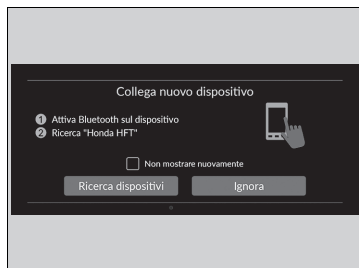 Collega nuovo dispositivo
1 Attiva Bluetooth sul dispositivo
2 Ricerca "Honda HFT"
Non mostrare nuovamente
Ricerca dispositivi
Ignora